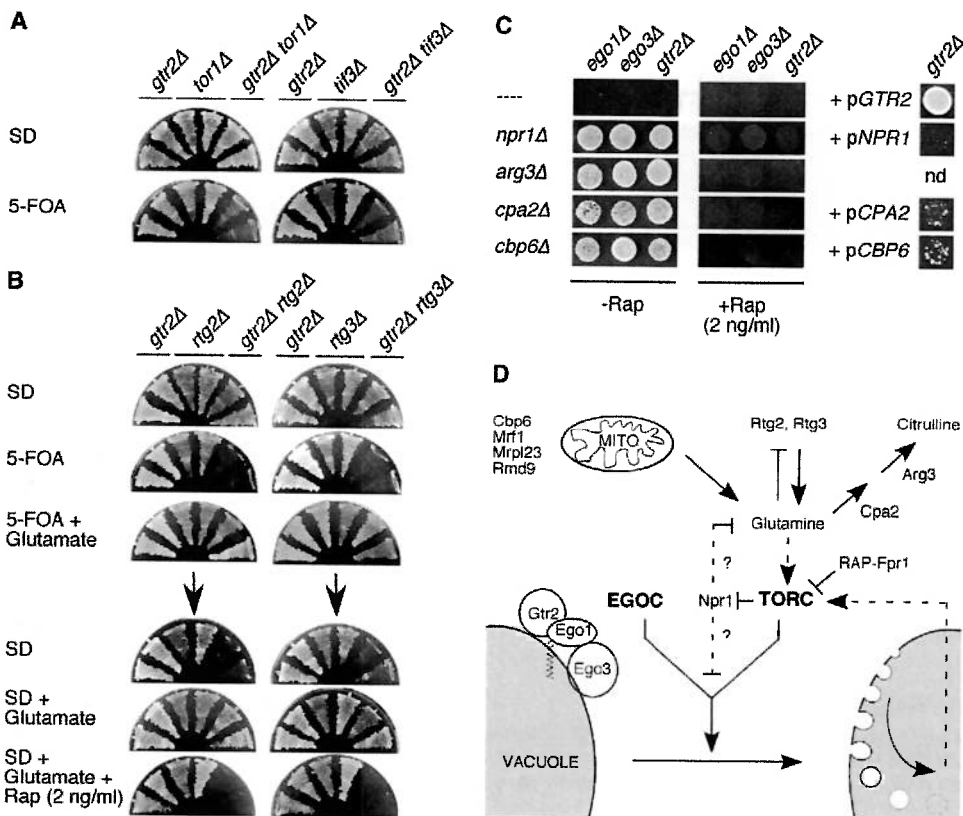 A
gtr2Δ tor1Δ gtr2Δ tor1Δ gtr2Δ tif3Δ gtr2Δ tif3Δ
SD
5-FOA
B
gtr2Δ rtg2Δ gtr2Δ rtg2Δ gtr2Δ rtg3Δ gtr2Δ rtg3Δ
SD
5-FOA
5-FOA +
Glutamate
SD
SD +
Glutamate
SD +
Glutamate +
Rap (2 ng/ml)
C
ego1Δ ego3Δ gtr2Δ ego1Δ ego3Δ gtr2Δ gtr2Δ
---- + pGTR2
npr1Δ + pNPR1
arg3Δ nd
cpa2Δ + pCPA2
cbp6Δ + pCBP6
-Rap +Rap
(2 ng/ml)
D
Cbp6
Mrf1
Mrpl23
Rmd9
MITO
Rtg2, Rtg3
Citrulline
Arg3
Cpa2
Glutamine
?
RAP-Fpr1
EGOC Npr1 TORC
Gtr2
Ego1
Ego3
?
VACUOLE